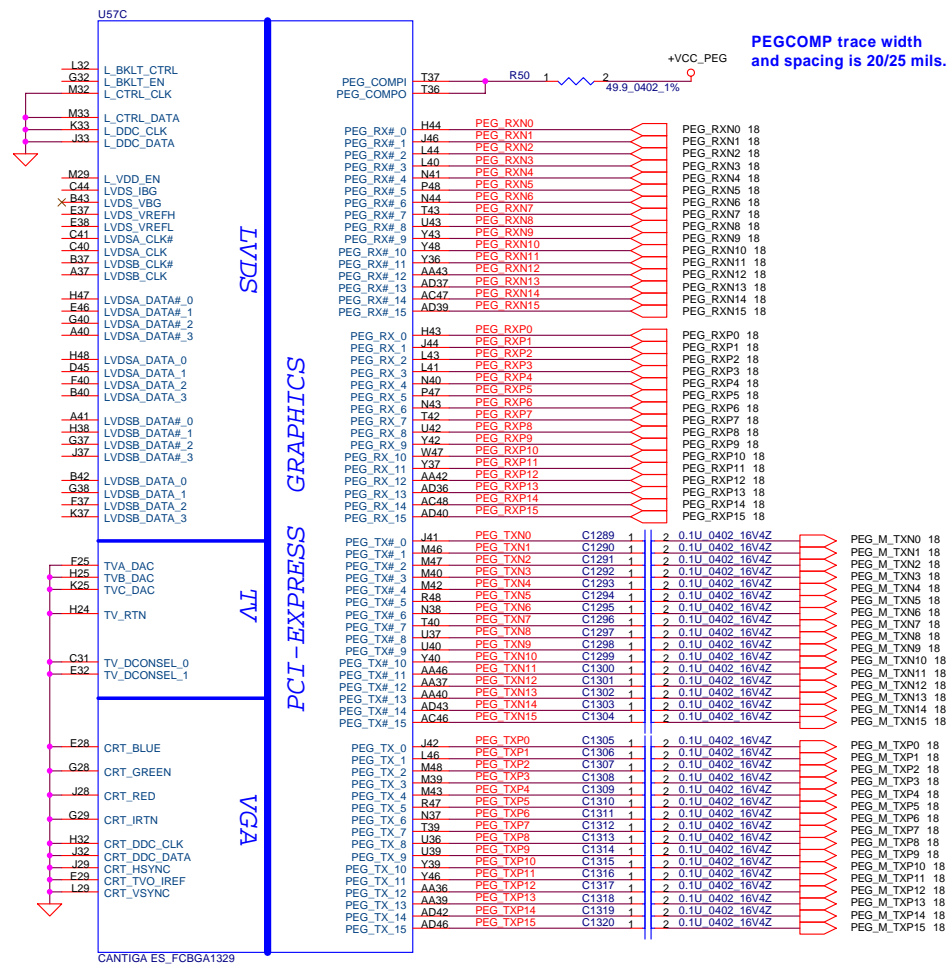 U57C
PEGCOMP trace width
and spacing is 20/25 mils.
L32 L_BKLT_CTRL
G32 L_BKLT_EN
M32 L_CTRL_CLK
M33 L_CTRL_DATA
K33 L_DDC_CLK
J33 L_DDC_DATA
M29 L_VDD_EN
C44 LVDS_IBG
B43 LVDS_VBG
E37 LVDS_VREFH
E38 LVDS_VREFL
C41 LVDSA_CLK#
C40 LVDSA_CLK
B37 LVDSB_CLK#
A37 LVDSB_CLK
H47 LVDSA_DATA#_0
E46 LVDSA_DATA#_1
G40 LVDSA_DATA#_2
A40 LVDSA_DATA#_3
H48 LVDSA_DATA_0
D45 LVDSA_DATA_1
F40 LVDSA_DATA_2
B40 LVDSA_DATA_3
A41 LVDSB_DATA#_0
H38 LVDSB_DATA#_1
G37 LVDSB_DATA#_2
J37 LVDSB_DATA#_3
B42 LVDSB_DATA_0
G38 LVDSB_DATA_1
F37 LVDSB_DATA_2
K37 LVDSB_DATA_3
F25 TVA_DAC
H25 TVB_DAC
K25 TVC_DAC
H24 TV_RTN
C31 TV_DCONSEL_0
E32 TV_DCONSEL_1
E28 CRT_BLUE
G28 CRT_GREEN
J28 CRT_RED
G29 CRT_IRTN
H32 CRT_DDC_CLK
J32 CRT_DDC_DATA
J29 CRT_HSYNC
E29 CRT_TVO_IREF
L29 CRT_VSYNC
LVDS
TV
VGA
PCI-EXPRESS GRAPHICS
+VCC_PEG
PEG_COMPI T37 R50 1 2
PEG_COMPO T36 49.9_0402_1%
PEG_RX#_0 H44 PEG_RXN0 PEG_RXN0 18
PEG_RX#_1 J46 PEG_RXN1 PEG_RXN1 18
PEG_RX#_2 L44 PEG_RXN2 PEG_RXN2 18
PEG_RX#_3 L40 PEG_RXN3 PEG_RXN3 18
PEG_RX#_4 N41 PEG_RXN4 PEG_RXN4 18
PEG_RX#_5 P48 PEG_RXN5 PEG_RXN5 18
PEG_RX#_6 N44 PEG_RXN6 PEG_RXN6 18
PEG_RX#_7 T43 PEG_RXN7 PEG_RXN7 18
PEG_RX#_8 U43 PEG_RXN8 PEG_RXN8 18
PEG_RX#_9 Y43 PEG_RXN9 PEG_RXN9 18
PEG_RX#_10 Y48 PEG_RXN10 PEG_RXN10 18
PEG_RX#_11 Y36 PEG_RXN11 PEG_RXN11 18
PEG_RX#_12 AA43 PEG_RXN12 PEG_RXN12 18
PEG_RX#_13 AD37 PEG_RXN13 PEG_RXN13 18
PEG_RX#_14 AC47 PEG_RXN14 PEG_RXN14 18
PEG_RX#_15 AD39 PEG_RXN15 PEG_RXN15 18
PEG_RX_0 H43 PEG_RXP0 PEG_RXP0 18
PEG_RX_1 J44 PEG_RXP1 PEG_RXP1 18
PEG_RX_2 L43 PEG_RXP2 PEG_RXP2 18
PEG_RX_3 L41 PEG_RXP3 PEG_RXP3 18
PEG_RX_4 N40 PEG_RXP4 PEG_RXP4 18
PEG_RX_5 P47 PEG_RXP5 PEG_RXP5 18
PEG_RX_6 N43 PEG_RXP6 PEG_RXP6 18
PEG_RX_7 T42 PEG_RXP7 PEG_RXP7 18
PEG_RX_8 U42 PEG_RXP8 PEG_RXP8 18
PEG_RX_9 Y42 PEG_RXP9 PEG_RXP9 18
PEG_RX_10 W47 PEG_RXP10 PEG_RXP10 18
PEG_RX_11 Y37 PEG_RXP11 PEG_RXP11 18
PEG_RX_12 AA42 PEG_RXP12 PEG_RXP12 18
PEG_RX_13 AD36 PEG_RXP13 PEG_RXP13 18
PEG_RX_14 AC48 PEG_RXP14 PEG_RXP14 18
PEG_RX_15 AD40 PEG_RXP15 PEG_RXP15 18
PEG_TX#_0 J41 PEG_TXN0 C1289 1 2 0.1U_0402_16V4Z PEG_M_TXN0 18
PEG_TX#_1 M46 PEG_TXN1 C1290 1 2 0.1U_0402_16V4Z PEG_M_TXN1 18
PEG_TX#_2 M47 PEG_TXN2 C1291 1 2 0.1U_0402_16V4Z PEG_M_TXN2 18
PEG_TX#_3 M40 PEG_TXN3 C1292 1 2 0.1U_0402_16V4Z PEG_M_TXN3 18
PEG_TX#_4 M42 PEG_TXN4 C1293 1 2 0.1U_0402_16V4Z PEG_M_TXN4 18
PEG_TX#_5 R48 PEG_TXN5 C1294 1 2 0.1U_0402_16V4Z PEG_M_TXN5 18
PEG_TX#_6 N38 PEG_TXN6 C1295 1 2 0.1U_0402_16V4Z PEG_M_TXN6 18
PEG_TX#_7 T40 PEG_TXN7 C1296 1 2 0.1U_0402_16V4Z PEG_M_TXN7 18
PEG_TX#_8 U37 PEG_TXN8 C1297 1 2 0.1U_0402_16V4Z PEG_M_TXN8 18
PEG_TX#_9 U40 PEG_TXN9 C1298 1 2 0.1U_0402_16V4Z PEG_M_TXN9 18
PEG_TX#_10 Y40 PEG_TXN10 C1299 1 2 0.1U_0402_16V4Z PEG_M_TXN10 18
PEG_TX#_11 AA46 PEG_TXN11 C1300 1 2 0.1U_0402_16V4Z PEG_M_TXN11 18
PEG_TX#_12 AA37 PEG_TXN12 C1301 1 2 0.1U_0402_16V4Z PEG_M_TXN12 18
PEG_TX#_13 AA40 PEG_TXN13 C1302 1 2 0.1U_0402_16V4Z PEG_M_TXN13 18
PEG_TX#_14 AD43 PEG_TXN14 C1303 1 2 0.1U_0402_16V4Z PEG_M_TXN14 18
PEG_TX#_15 AC46 PEG_TXN15 C1304 1 2 0.1U_0402_16V4Z PEG_M_TXN15 18
PEG_TX_0 J42 PEG_TXP0 C1305 1 2 0.1U_0402_16V4Z PEG_M_TXP0 18
PEG_TX_1 L46 PEG_TXP1 C1306 1 2 0.1U_0402_16V4Z PEG_M_TXP1 18
PEG_TX_2 M48 PEG_TXP2 C1307 1 2 0.1U_0402_16V4Z PEG_M_TXP2 18
PEG_TX_3 M39 PEG_TXP3 C1308 1 2 0.1U_0402_16V4Z PEG_M_TXP3 18
PEG_TX_4 M43 PEG_TXP4 C1309 1 2 0.1U_0402_16V4Z PEG_M_TXP4 18
PEG_TX_5 R47 PEG_TXP5 C1310 1 2 0.1U_0402_16V4Z PEG_M_TXP5 18
PEG_TX_6 N37 PEG_TXP6 C1311 1 2 0.1U_0402_16V4Z PEG_M_TXP6 18
PEG_TX_7 T39 PEG_TXP7 C1312 1 2 0.1U_0402_16V4Z PEG_M_TXP7 18
PEG_TX_8 U36 PEG_TXP8 C1313 1 2 0.1U_0402_16V4Z PEG_M_TXP8 18
PEG_TX_9 U39 PEG_TXP9 C1314 1 2 0.1U_0402_16V4Z PEG_M_TXP9 18
PEG_TX_10 Y39 PEG_TXP10 C1315 1 2 0.1U_0402_16V4Z PEG_M_TXP10 18
PEG_TX_11 Y46 PEG_TXP11 C1316 1 2 0.1U_0402_16V4Z PEG_M_TXP11 18
PEG_TX_12 AA36 PEG_TXP12 C1317 1 2 0.1U_0402_16V4Z PEG_M_TXP12 18
PEG_TX_13 AA39 PEG_TXP13 C1318 1 2 0.1U_0402_16V4Z PEG_M_TXP13 18
PEG_TX_14 AD42 PEG_TXP14 C1319 1 2 0.1U_0402_16V4Z PEG_M_TXP14 18
PEG_TX_15 AD46 PEG_TXP15 C1320 1 2 0.1U_0402_16V4Z PEG_M_TXP15 18
CANTIGA ES_FCBGA1329